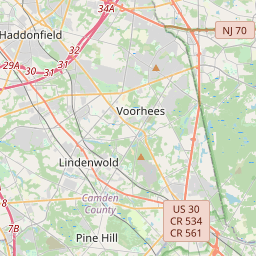 34A
NJ 70
Haddonfield
29A
30
31
31
32
Voorhees
Lindenwold
Camden
County
US 30
CR 534
CR 561
7B
Pine Hill